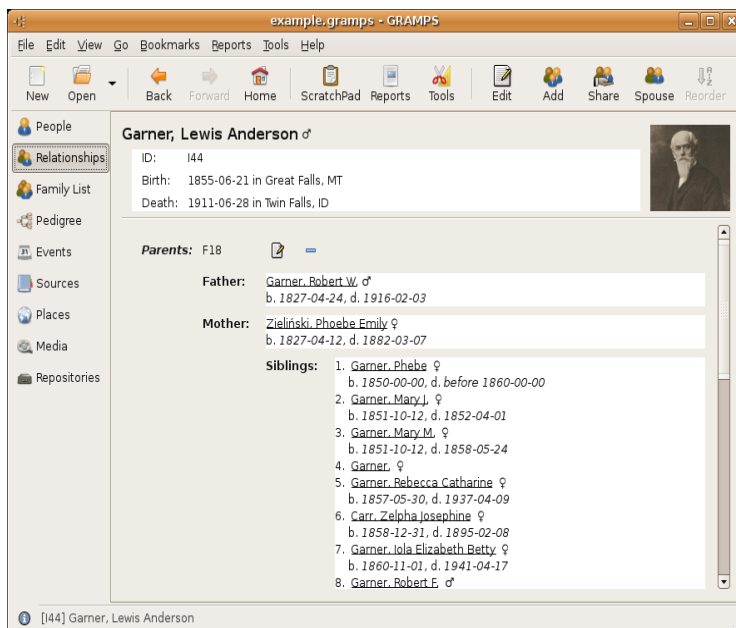 example.gramps - GRAMPS
File Edit View Go Bookmarks Reports Tools Help
New Open Back Forward Home ScratchPad Reports Tools Edit Add Share Spouse Reorder
People
Relationships
Family List
Pedigree
Events
Sources
Places
Media
Repositories
Garner, Lewis Anderson ♂
ID: I44
Birth: 1855-06-21 in Great Falls, MT
Death: 1911-06-28 in Twin Falls, ID
Parents: F18
Father: Garner, Robert W. ♂
b. 1827-04-24, d. 1916-02-03
Mother: Zieliński, Phoebe Emily ♀
b. 1827-04-12, d. 1882-03-07
Siblings: 1. Garner, Phebe ♀
b. 1850-00-00, d. before 1860-00-00
2. Garner, Mary J. ♀
b. 1851-10-12, d. 1852-04-01
3. Garner, Mary M. ♀
b. 1851-10-12, d. 1858-05-24
4. Garner, ♀
5. Garner, Rebecca Catharine ♀
b. 1857-05-30, d. 1937-04-09
6. Carr, Zelpha Josephine ♀
b. 1858-12-31, d. 1895-02-08
7. Garner, Iola Elizabeth Betty ♀
b. 1860-11-01, d. 1941-04-17
8. Garner, Robert F. ♂
[I44] Garner, Lewis Anderson